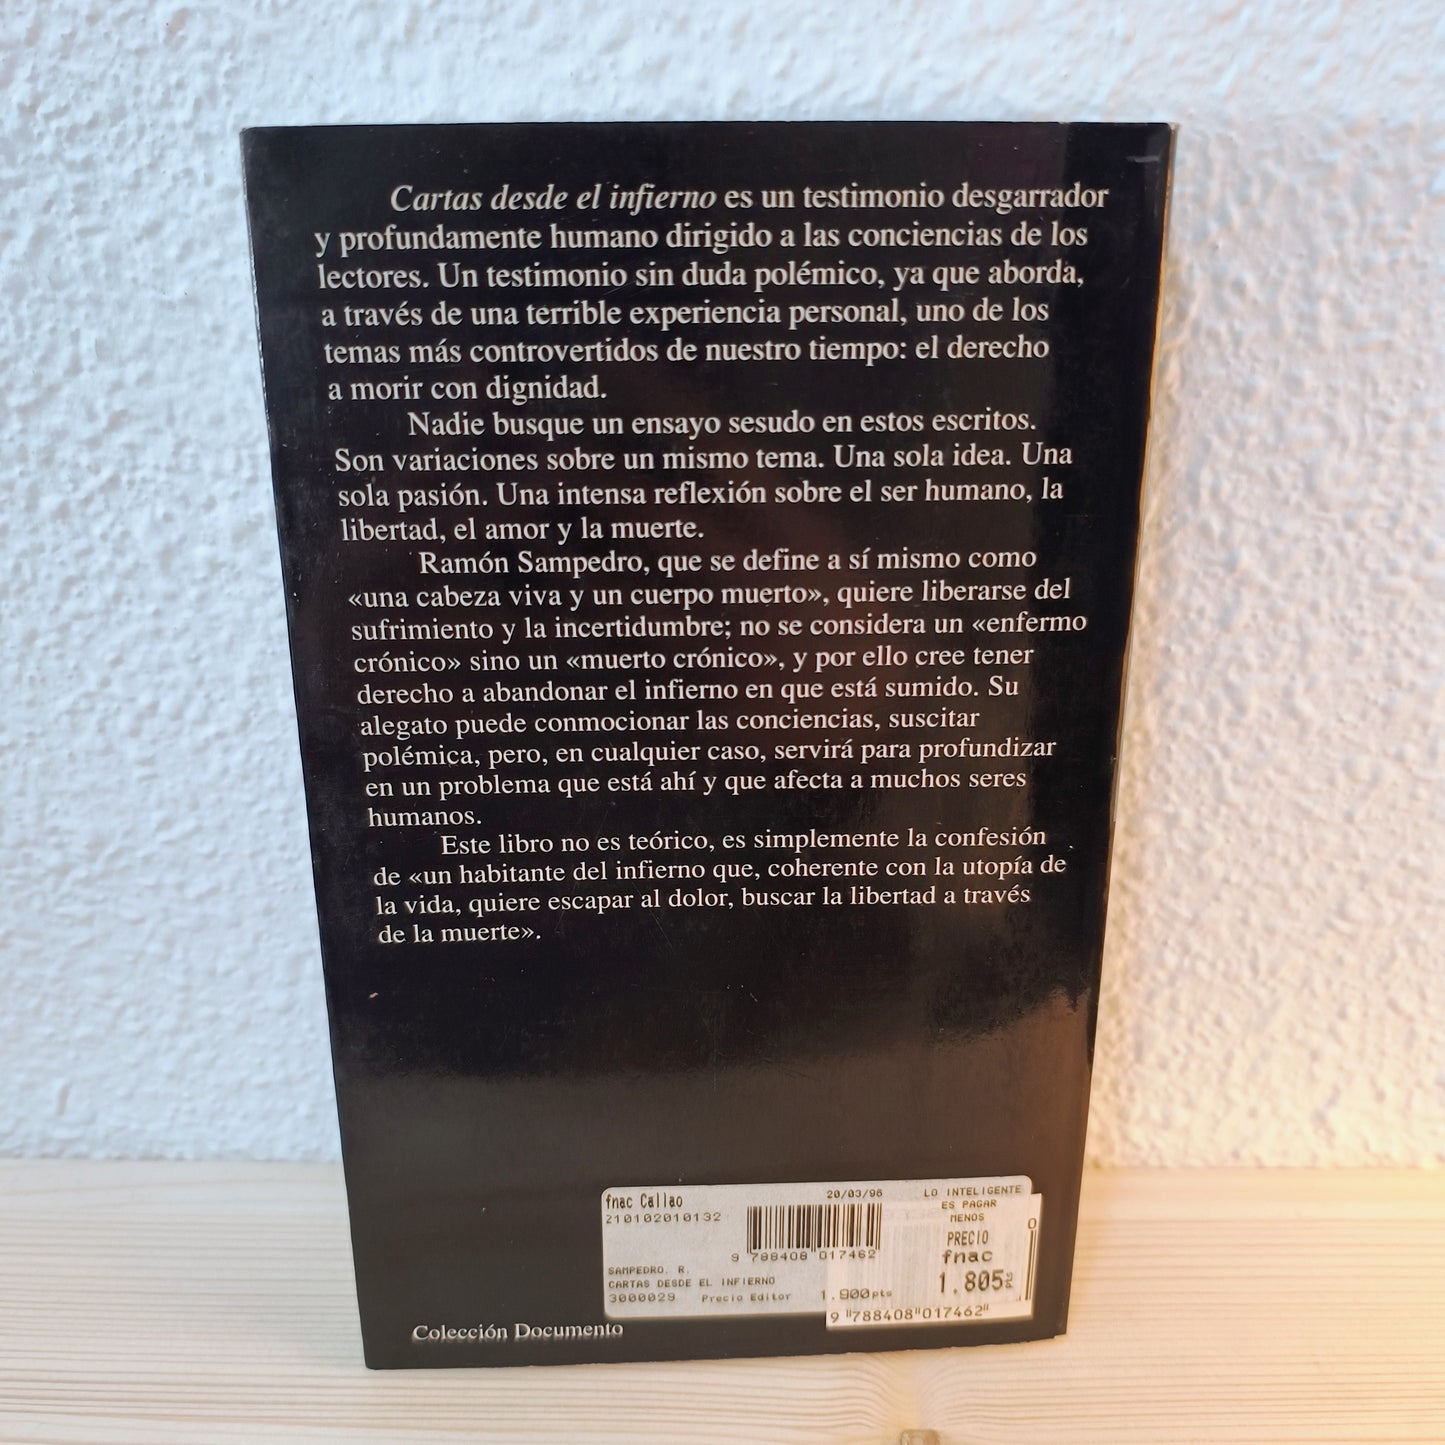 Cartas desde el infierno es un testimonio desgarrador
y profundamente humano dirigido a las conciencias de los
lectores. Un testimonio sin duda polémico, ya que aborda,
a través de una terrible experiencia personal, uno de los
temas más controvertidos de nuestro tiempo: el derecho
a morir con dignidad.
Nadie busque un ensayo sesudo en estos escritos.
Son variaciones sobre un mismo tema. Una sola idea. Una
sola pasión. Una intensa reflexión sobre el ser humano, la
libertad, el amor y la muerte.
Ramón Sampedro, que se define a sí mismo como
«una cabeza viva y un cuerpo muerto», quiere liberarse del
sufrimiento y la incertidumbre; no se considera un «enfermo
crónico» sino un «muerto crónico», y por ello cree tener
derecho a abandonar el infierno en que está sumido. Su
alegato puede conmocionar las conciencias, suscitar
polémica, pero, en cualquier caso, servirá para profundizar
en un problema que está ahí y que afecta a muchos seres
humanos.
Este libro no es teórico, es simplemente la confesión
de «un habitante del infierno que, coherente con la utopía de
la vida, quiere escapar al dolor, buscar la libertad a través
de la muerte».
fnac Callao 20/03/96 LO INTELIGENTE
210102010132 ES PAGAR
MENOS
PRECIO
fnac
9 788408 017462
1.805 pts
SAMPEDRO, R.
CARTAS DESDE EL INFIERNO
3000029 Precio Editor 1.900 pts
9 788408 017462
Colección Documento